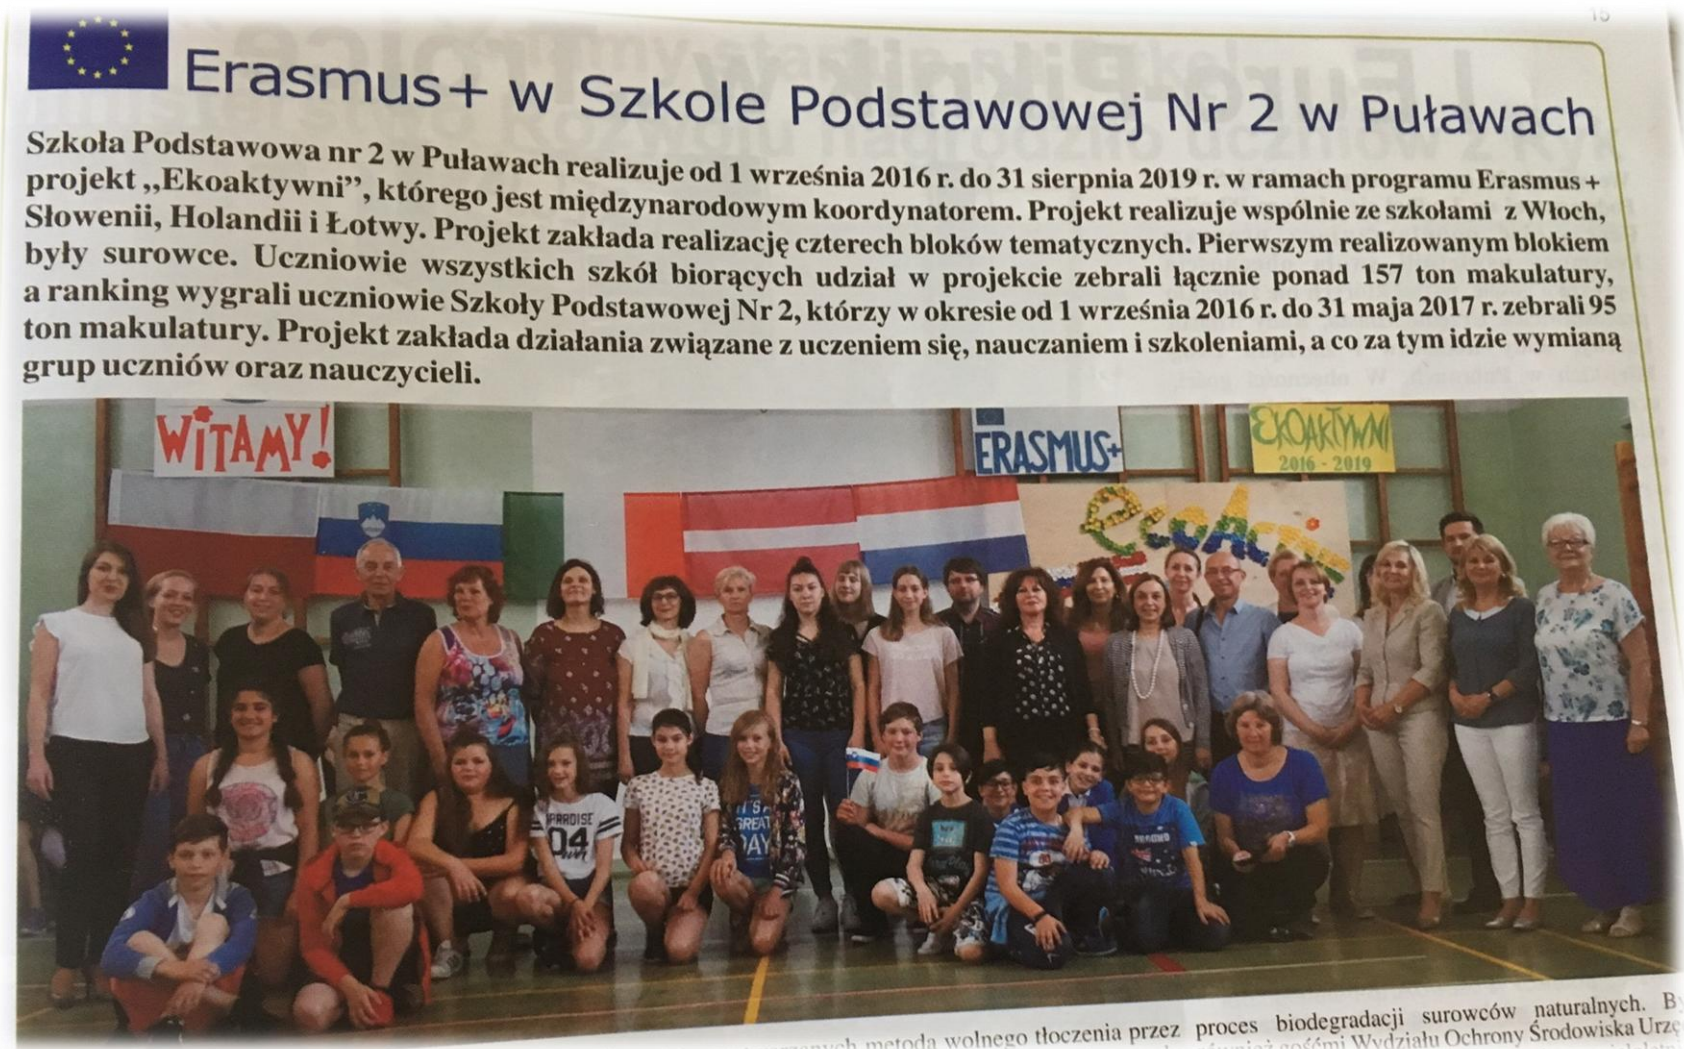 15
Erasmus+ w Szkole Podstawowej Nr 2 w Puławach
Szkoła Podstawowa nr 2 w Puławach realizuje od 1 września 2016 r. do 31 sierpnia 2019 r. w ramach programu Erasmus+
projekt „Ekoaktywni”, którego jest międzynarodowym koordynatorem. Projekt realizuje wspólnie ze szkołami z Włoch,
Słowenii, Holandii i Łotwy. Projekt zakłada realizację czterech bloków tematycznych. Pierwszym realizowanym blokiem
były surowce. Uczniowie wszystkich szkół biorących udział w projekcie zebrali łącznie ponad 157 ton makulatury,
a ranking wygrali uczniowie Szkoły Podstawowej Nr 2, którzy w okresie od 1 września 2016 r. do 31 maja 2017 r. zebrali 95
ton makulatury. Projekt zakłada działania związane z uczeniem się, nauczaniem i szkoleniami, a co za tym idzie wymianą
grup uczniów oraz nauczycieli.
WITAMY!
ERASMUS+
EKOAKTYWNI
2016 - 2019
ecoActive
PARADISE
04
IT'S A
GREAT
DAY
metodą wolnego tłoczenia przez
proces biodegradacji surowców naturalnych.
gośćmi Wydziału Ochrony Środowiska